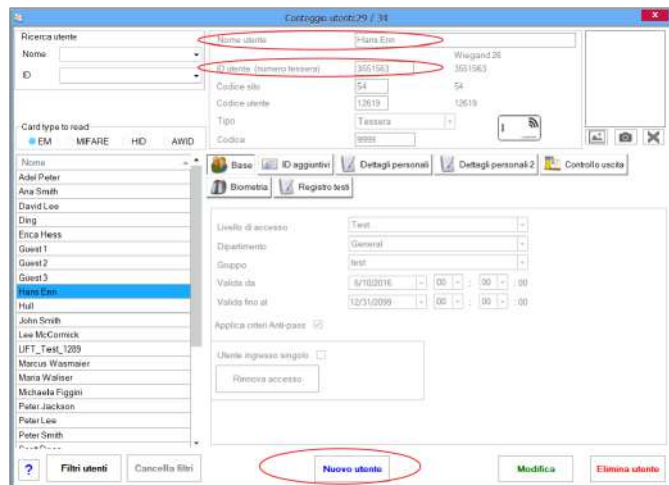 Conteggio utenti:29 / 34
x
Ricerca utente
Nome
ID
Nome utente Hans Enn
Wiegand 26
ID utente (numero tessera) 3551563 3551563
Codice sito 54 54
Codice utente 12619 12619
Tipo Tessera
Codice 9999
Card type to read
EM MIFARE HID AWID
Nome
Adel Peter
Ana Smith
David Lee
Ding
Erica Hess
Guest 1
Guest 2
Guest 3
Hans Enn
Hull
John Smith
Lee McCormick
LIFT_Test_1289
Marcus Wasmaier
Maria Waliser
Michaela Figgini
Peter Jackson
Peter Lee
Peter Smith
Base ID aggiuntivi Dettagli personali Dettagli personali 2 Controllo uscita
Biometria Registro testi
Livello di accesso Test
Dipartimento General
Gruppo test
Valida da 6/10/2016 00 : 00 : 00
Valida fino al 12/31/2099 00 : 00 : 00
Applica criteri Anti-pass
Utente ingresso singolo
Rinnova accesso
? Filtri utenti Cancella filtri Nuovo utente Modifica Elimina utente